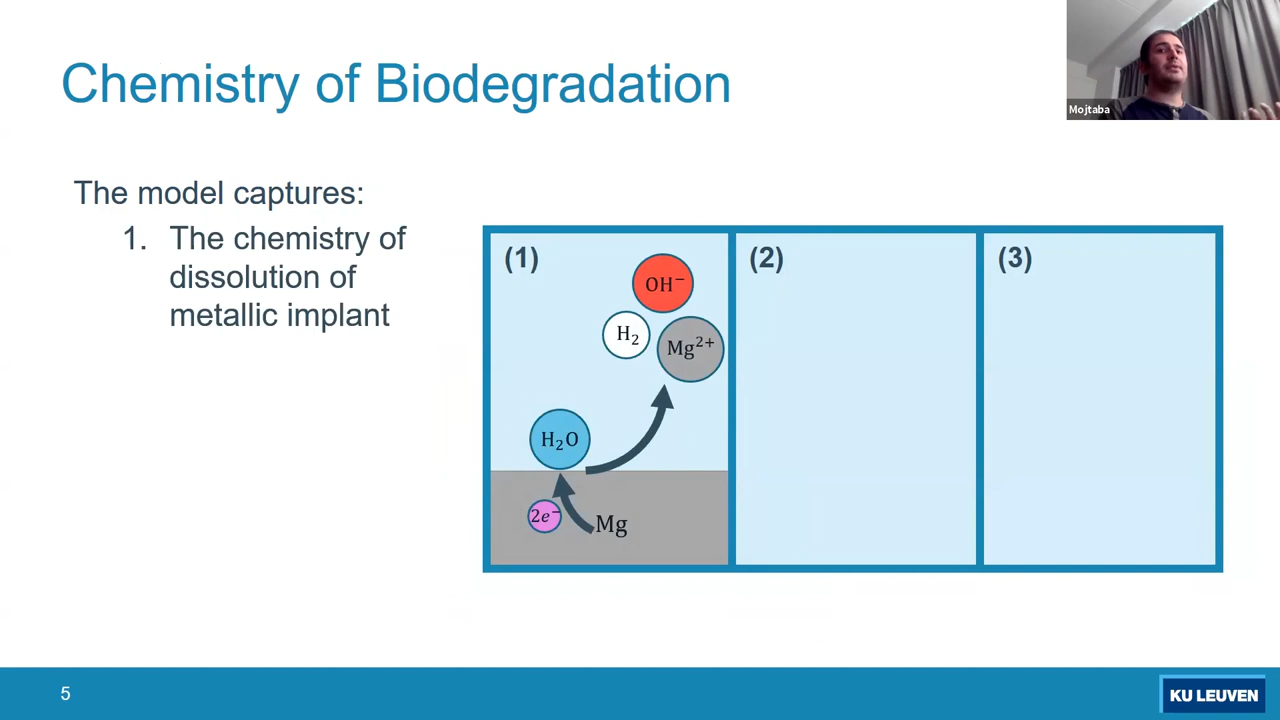 Chemistry of Biodegradation
Mojtaba
The model captures:
1. The chemistry of
dissolution of
metallic implant
(1)
OH⁻
H₂
Mg²⁺
H₂O
2e⁻
Mg
(2)
(3)
5
KU LEUVEN